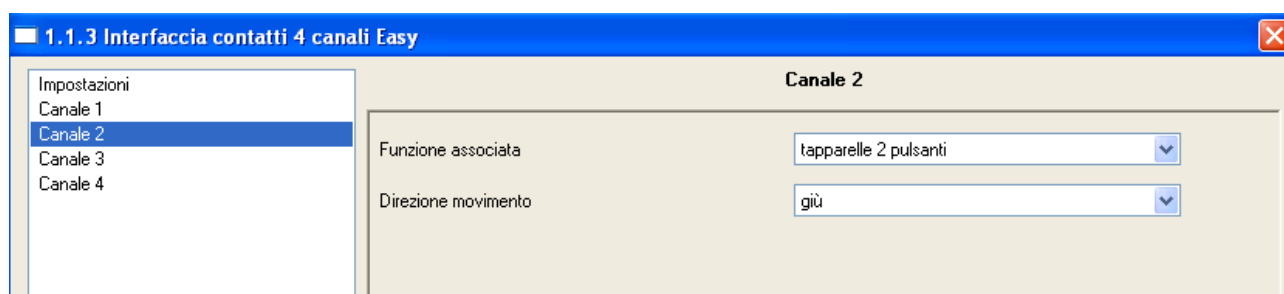 1.1.3 Interfaccia contatti 4 canali Easy
Impostazioni
Canale 1
Canale 2
Canale 3
Canale 4
Canale 2
Funzione associata
tapparelle 2 pulsanti
Direzione movimento
giù